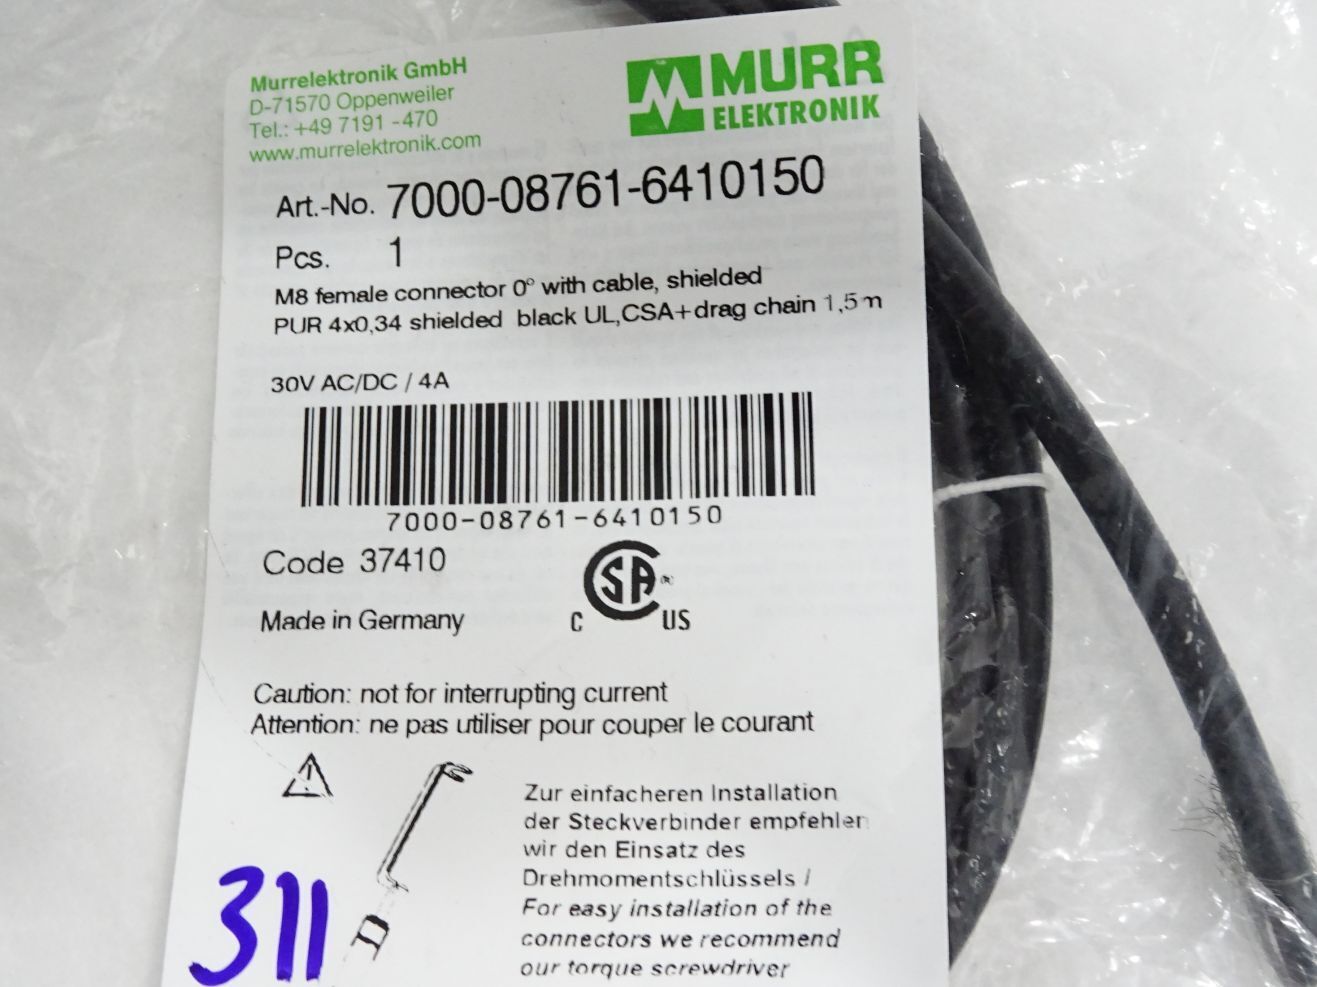 Murrelektronik GmbH
D-71570 Oppenweiler
Tel.: +49 7191 -470
www.murrelektronik.com
MURR
ELEKTRONIK
Art.-No. 7000-08761-6410150
Pcs. 1
M8 female connector 0° with cable, shielded
PUR 4x0,34 shielded black UL,CSA+drag chain 1,5m
30V AC/DC / 4A
7000-08761-6410150
Code 37410
Made in Germany
C SA ® US
Caution: not for interrupting current
Attention: ne pas utiliser pour couper le courant
Zur einfacheren Installation
der Steckverbinder empfehlen
wir den Einsatz des
Drehmomentschlüssels /
For easy installation of the
connectors we recommend
our torque screwdriver
D
311